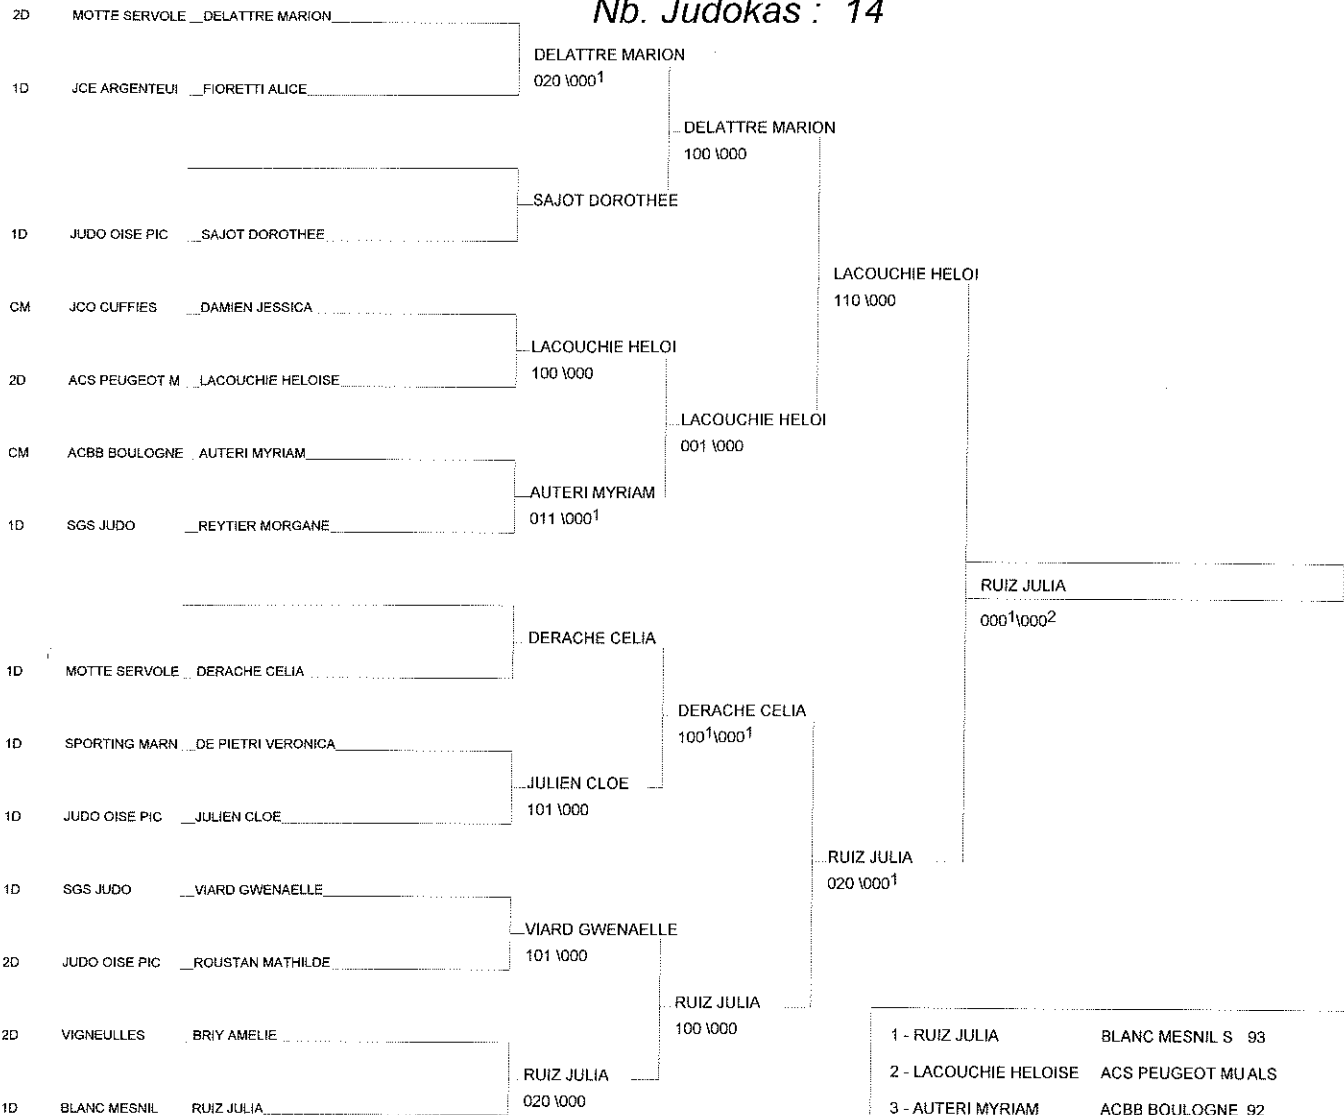 Nb. Judokas : 14
2D MOTTE SERVOLE DELATTRE MARION
DELATTRE MARION
020 \0001
1D JCE ARGENTEUI FIORETTI ALICE
DELATTRE MARION
100 \000
SAJOT DOROTHEE
1D JUDO OISE PIC SAJOT DOROTHEE
LACOUCHIE HELOI
110 \000
CM JCO CUFFIES DAMIEN JESSICA
LACOUCHIE HELOI
100 \000
2D ACS PEUGEOT M LACOUCHIE HELOISE
LACOUCHIE HELOI
001 \000
CM ACBB BOULOGNE AUTERI MYRIAM
AUTERI MYRIAM
011 \0001
1D SGS JUDO REYTIER MORGANE
RUIZ JULIA
0001\0002
DERACHE CELIA
1D MOTTE SERVOLE DERACHE CELIA
DERACHE CELIA
1001\0001
1D SPORTING MARN DE PIETRI VERONICA
JULIEN CLOE
101 \000
1D JUDO OISE PIC JULIEN CLOE
RUIZ JULIA
020 \0001
1D SGS JUDO VIARD GWENAELLE
VIARD GWENAELLE
101 \000
2D JUDO OISE PIC ROUSTAN MATHILDE
RUIZ JULIA
100 \000
2D VIGNEULLES BRIY AMELIE
RUIZ JULIA
020 \000
1D BLANC MESNIL RUIZ JULIA
1 - RUIZ JULIA BLANC MESNIL S 93
2 - LACOUCHIE HELOISE ACS PEUGEOT MU ALS
3 - AUTERI MYRIAM ACBB BOULOGNE 92